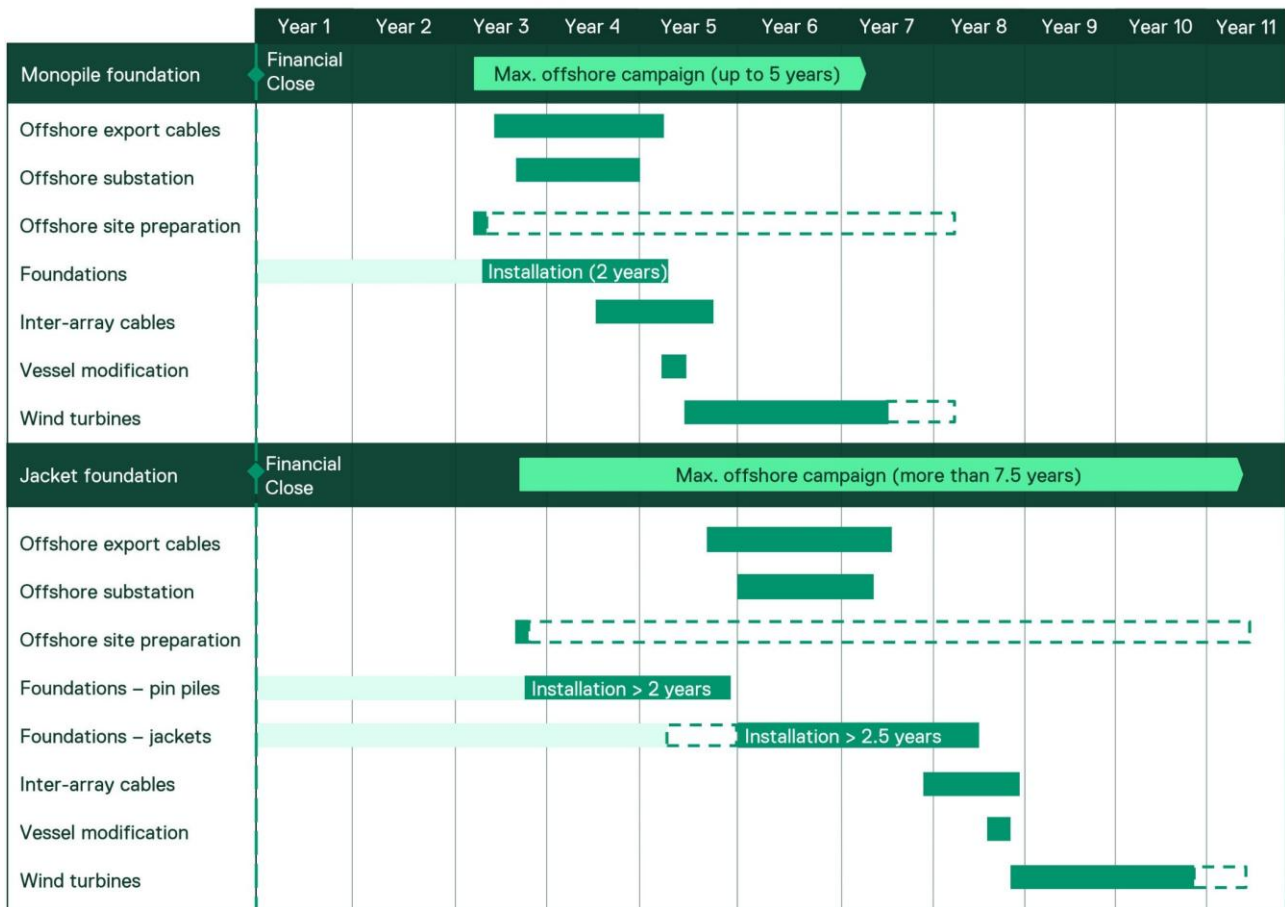 Year 1 Year 2 Year 3 Year 4 Year 5 Year 6 Year 7 Year 8 Year 9 Year 10 Year 11
Monopile foundation
Financial
Close
Max. offshore campaign (up to 5 years)
Offshore export cables
Offshore substation
Offshore site preparation
Foundations
Installation (2 years)
Inter-array cables
Vessel modification
Wind turbines
Jacket foundation
Financial
Close
Max. offshore campaign (more than 7.5 years)
Offshore export cables
Offshore substation
Offshore site preparation
Foundations – pin piles
Installation > 2 years
Foundations – jackets
Installation > 2.5 years
Inter-array cables
Vessel modification
Wind turbines